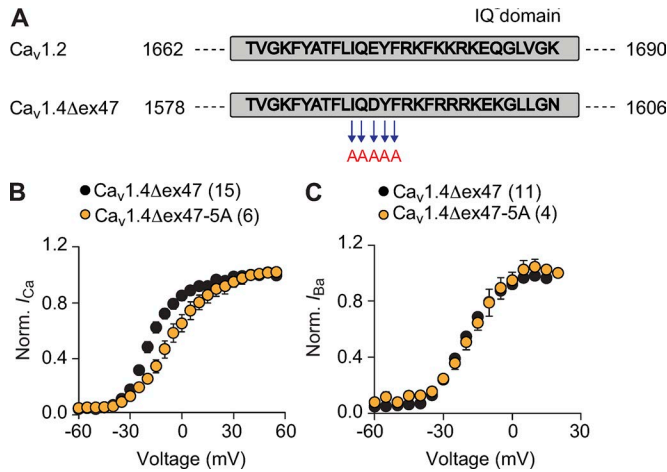 A
IQ domain
Cav1.2 1662 ---- TVGKFYATFLIQEYFRKFKKRKEQGLVGK ---- 1690
Cav1.4Δex47 1578 ---- TVGKFYATFLIQDYFRKFRRRKEKGLLGN ---- 1606
AAAAA
B
Cav1.4Δex47 (15)
Cav1.4Δex47-5A (6)
Norm. ICa
1.2
0.8
0.4
0.0
-60 -30 0 30 60
Voltage (mV)
C
Cav1.4Δex47 (11)
Cav1.4Δex47-5A (4)
Norm. IBa
1.2
0.8
0.4
0.0
-60 -30 0 30
Voltage (mV)